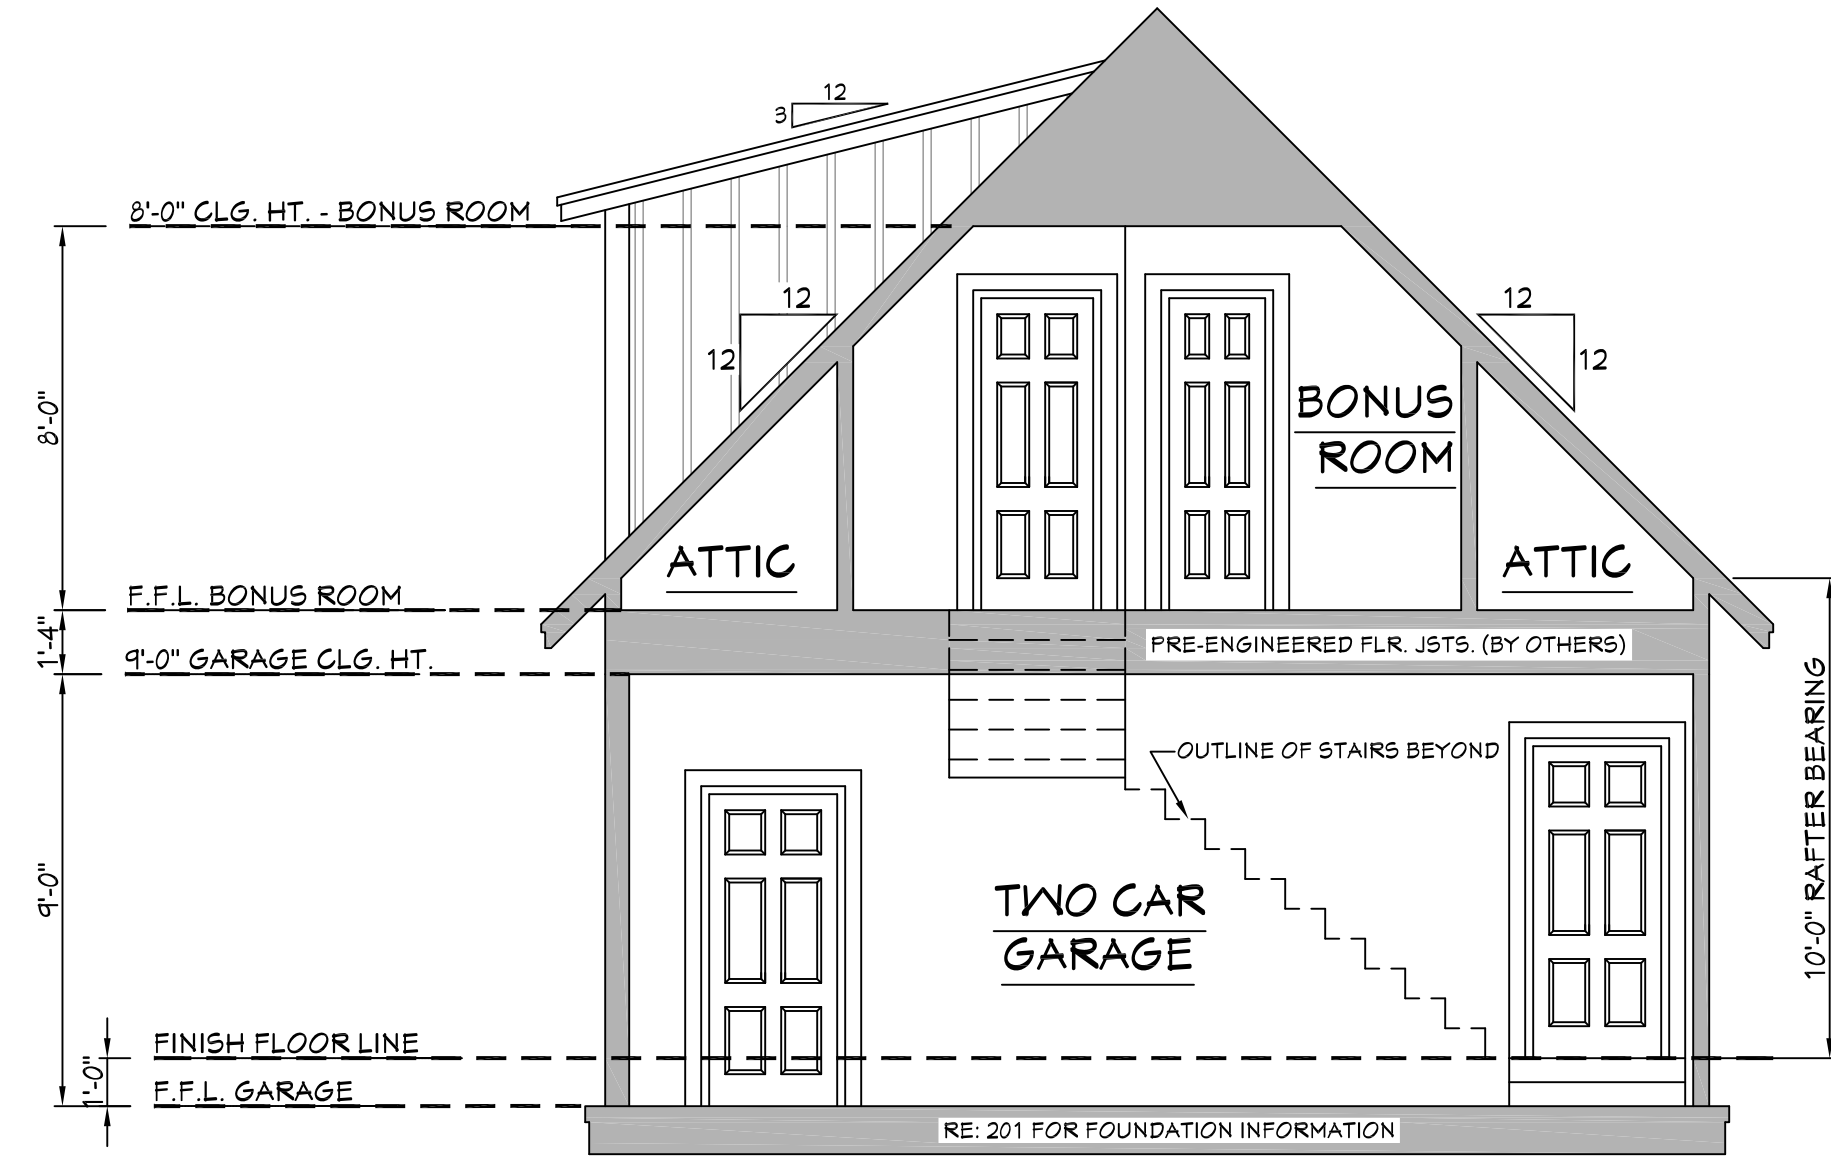 12
3
8'-0" CLG. HT. - BONUS ROOM
12
12
12
12
8'-0"
BONUS
ROOM
ATTIC
ATTIC
F.F.L. BONUS ROOM
1'-4"
PRE-ENGINEERED FLR. JSTS. (BY OTHERS)
9'-0" GARAGE CLG. HT.
OUTLINE OF STAIRS BEYOND
10'-0" RAFTER BEARING
9'-0"
TWO CAR
GARAGE
FINISH FLOOR LINE
1'-0"
F.F.L. GARAGE
RE: 201 FOR FOUNDATION INFORMATION